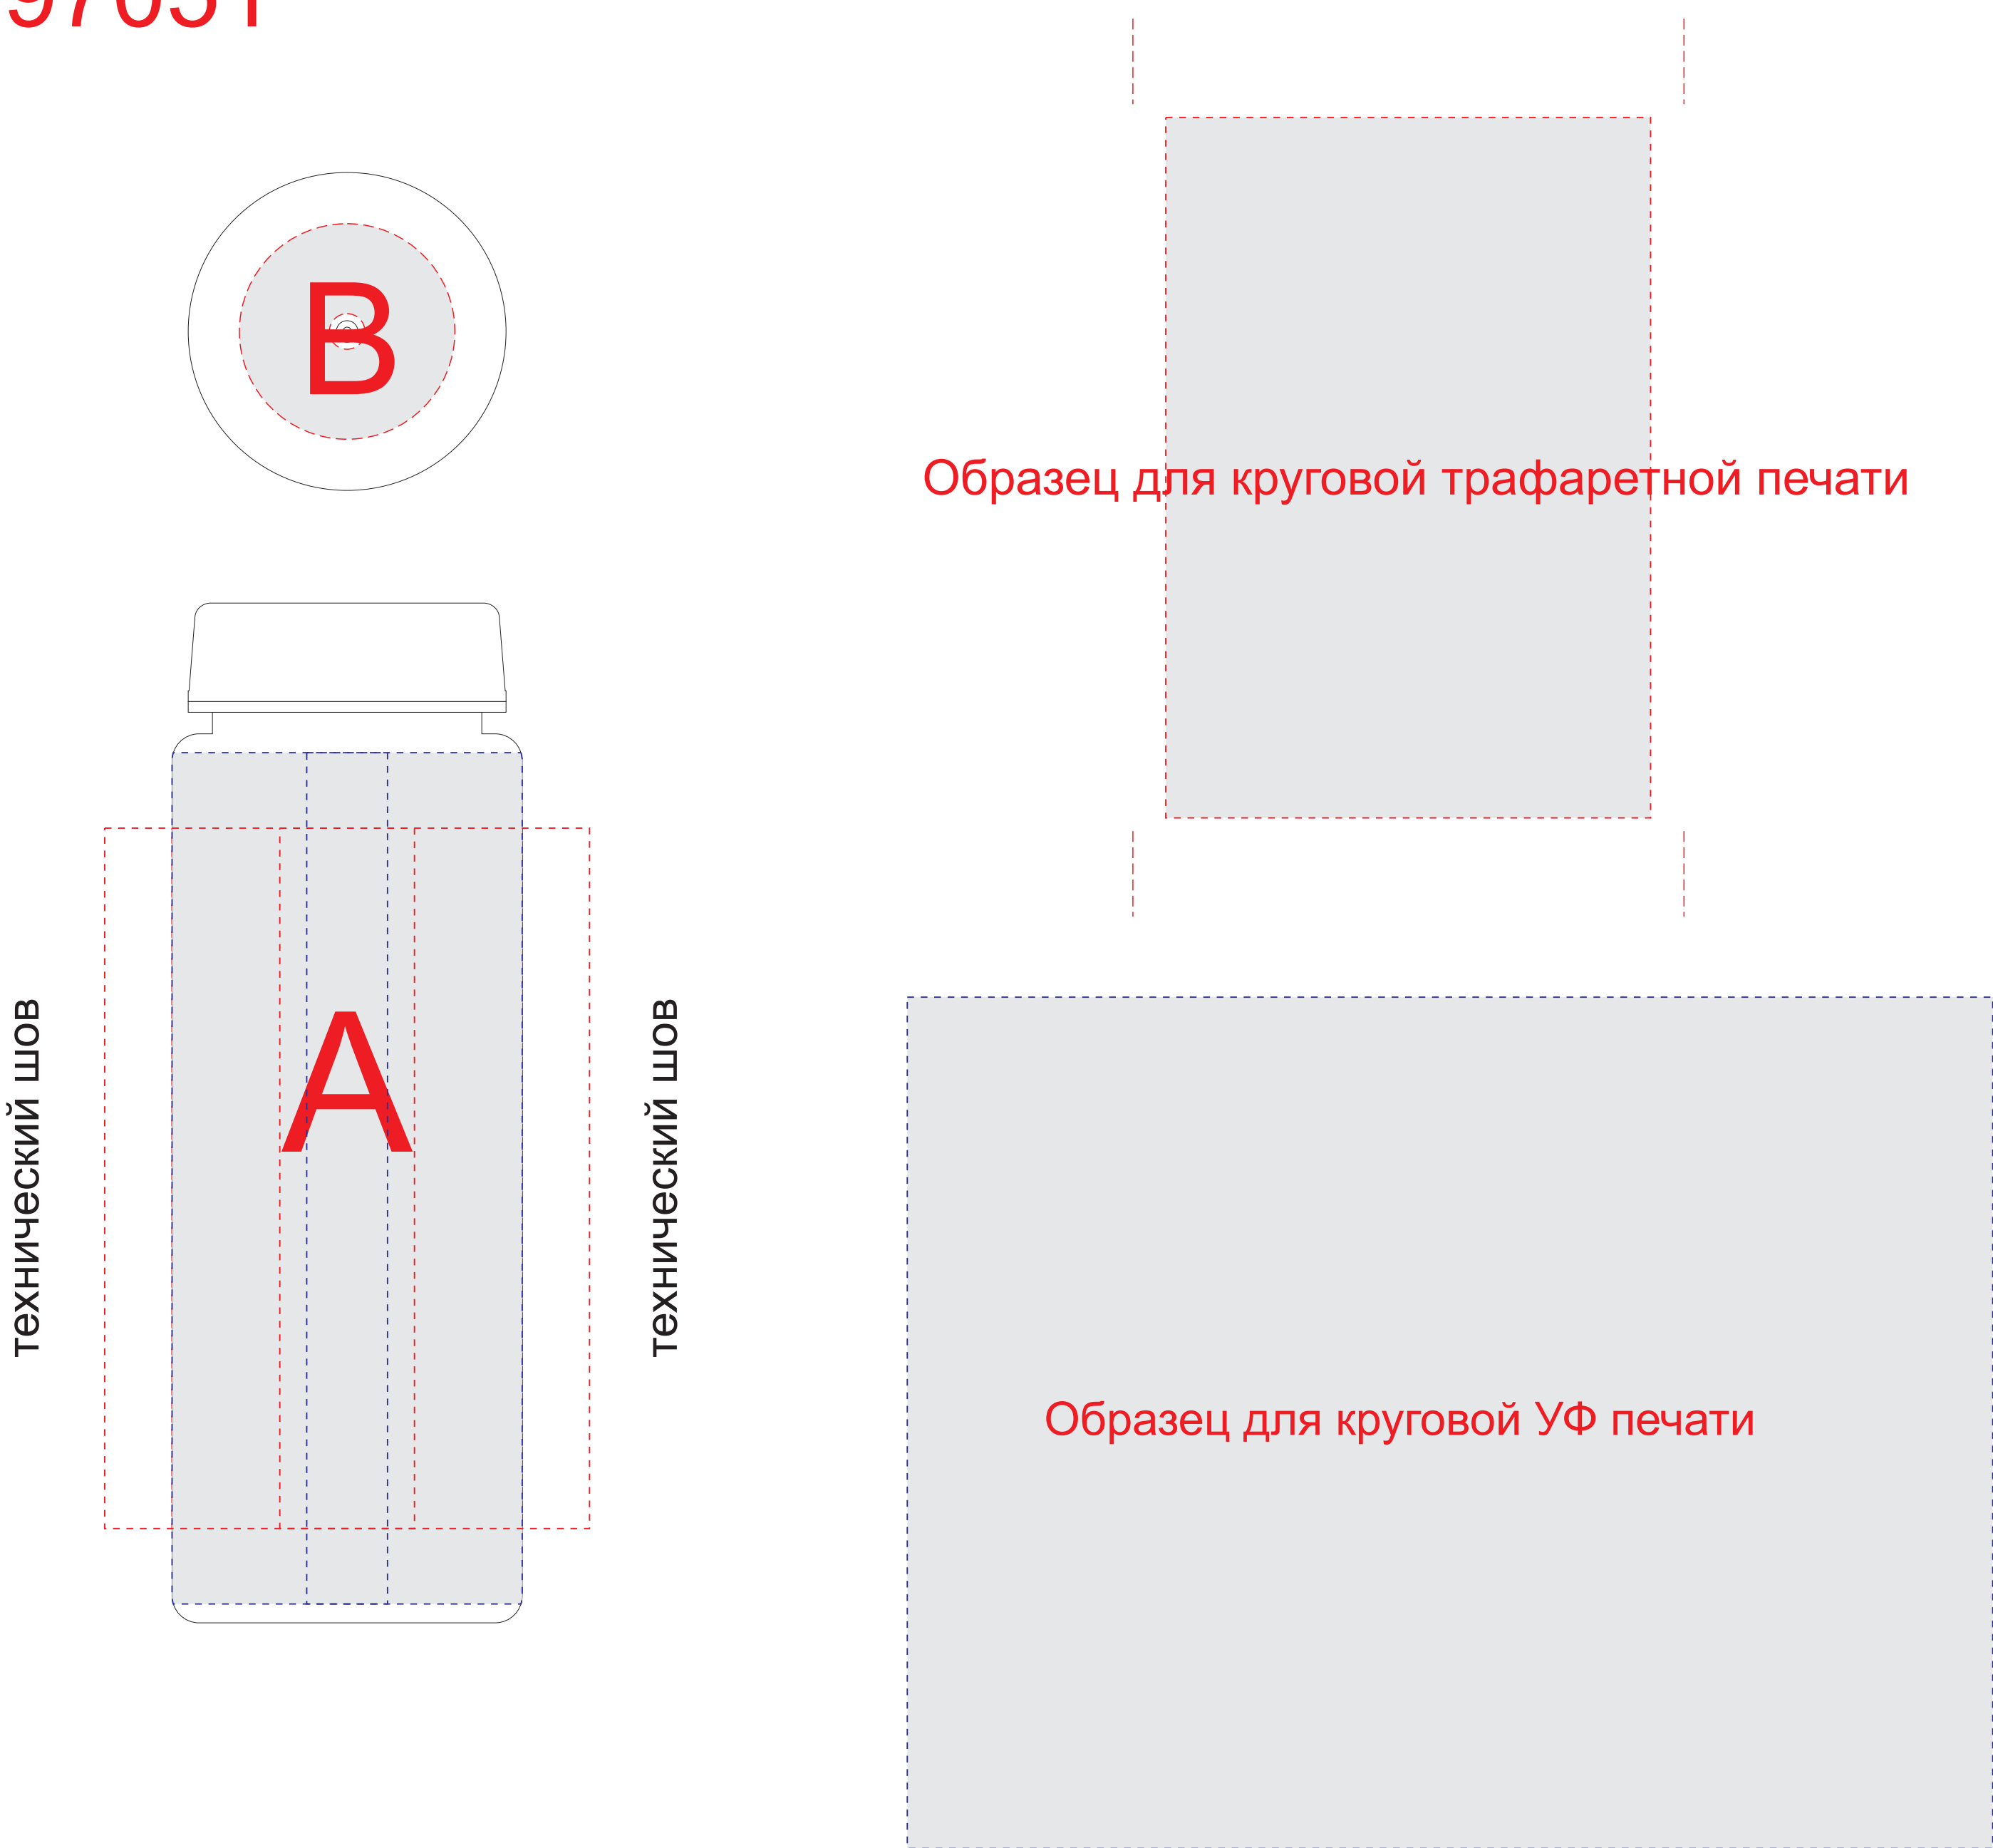 B
Образец для круговой трафаретной печати
A
технический шов
технический шов
Образец для круговой УФ печати